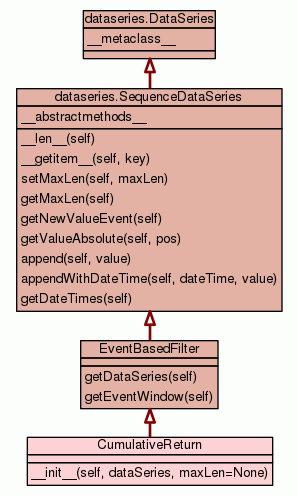 dataseries.DataSeries
__metaclass__
dataseries.SequenceDataSeries
__abstractmethods__
__len__(self)
__getitem__(self, key)
setMaxLen(self, maxLen)
getMaxLen(self)
getNewValueEvent(self)
getValueAbsolute(self, pos)
append(self, value)
appendWithDateTime(self, dateTime, value)
getDateTimes(self)
EventBasedFilter
getDataSeries(self)
getEventWindow(self)
CumulativeReturn
__init__(self, dataSeries, maxLen=None)